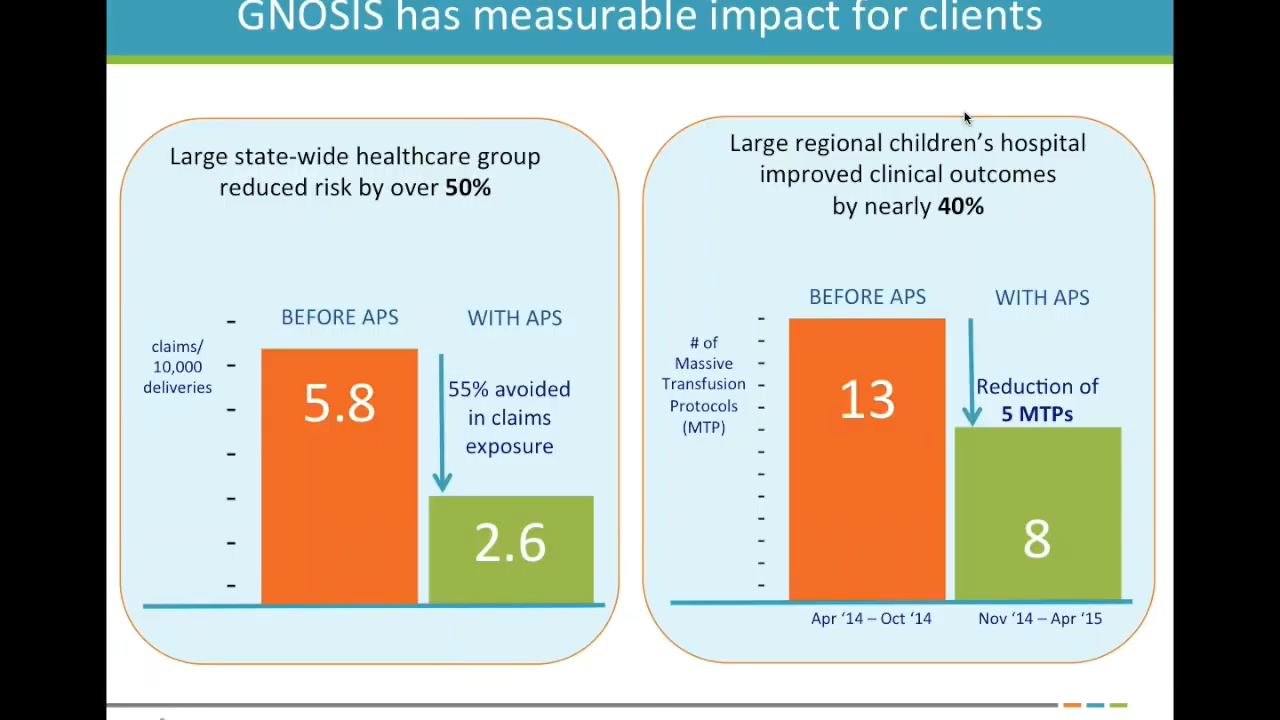 GNOSIS has measurable impact for clients
Large state-wide healthcare group
reduced risk by over 50%
BEFORE APS
WITH APS
claims/
10,000
deliveries
5.8
55% avoided
in claims
exposure
2.6
Large regional children’s hospital
improved clinical outcomes
by nearly 40%
BEFORE APS
WITH APS
# of
Massive
Transfusion
Protocols
(MTP)
13
Reduction of
5 MTPs
8
Apr ‘14 – Oct ‘14
Nov ‘14 – Apr ‘15